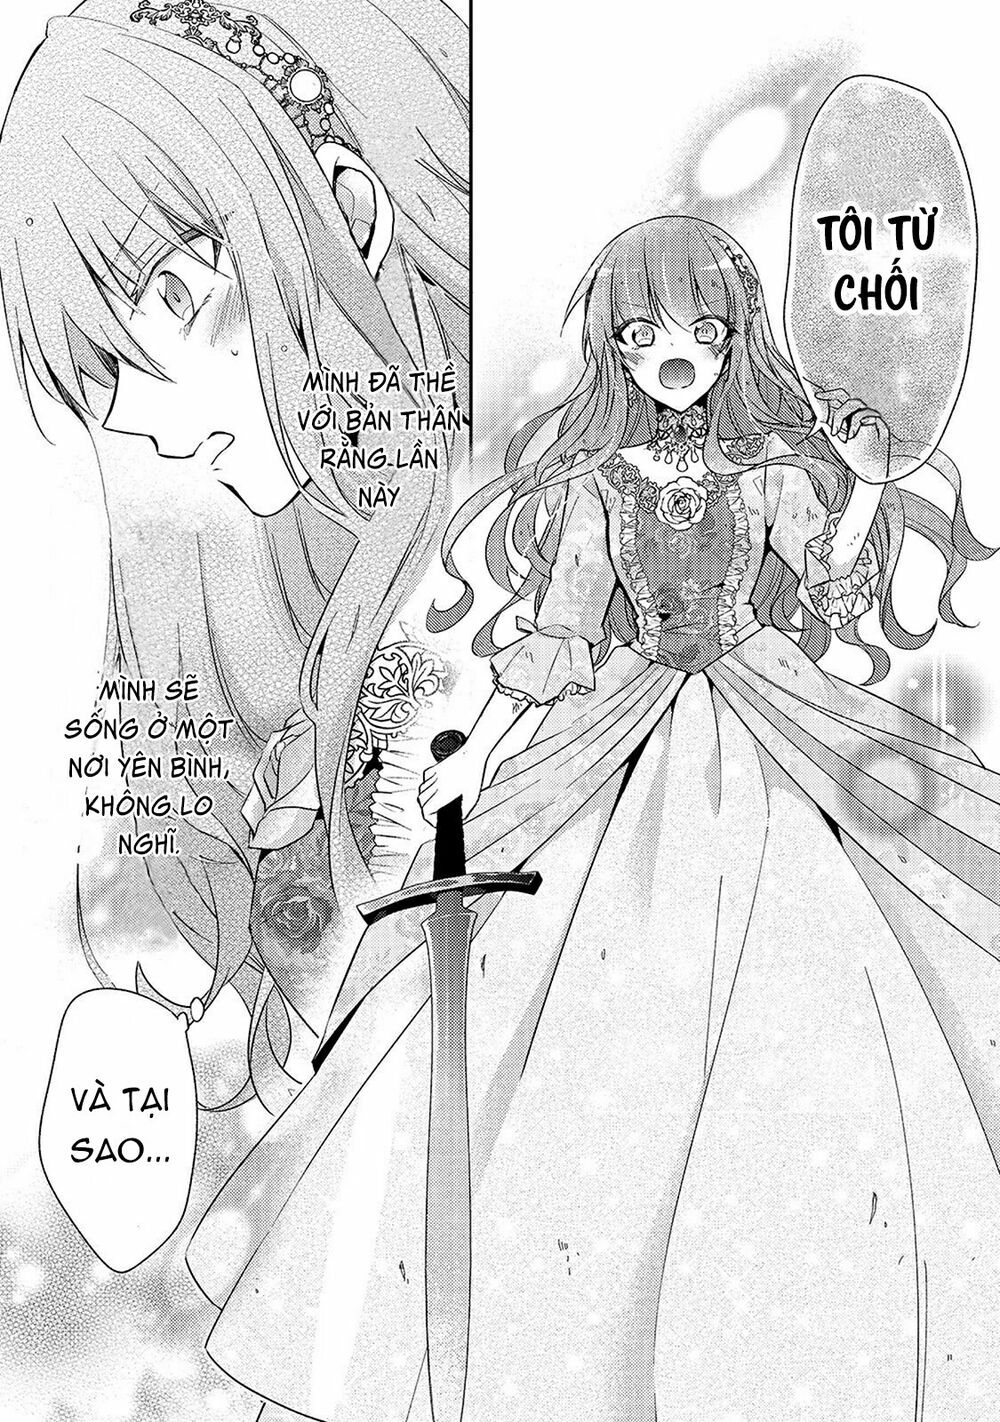 TÔI TỪ
CHỐI
MÌNH ĐÃ THỀ
VỚI BẢN THÂN
RẰNG LẦN
NÀY
MÌNH SẼ
SỐNG Ở MỘT
NƠI YÊN BÌNH,
KHÔNG LO
NGHĨ.
VÀ TẠI
SAO...